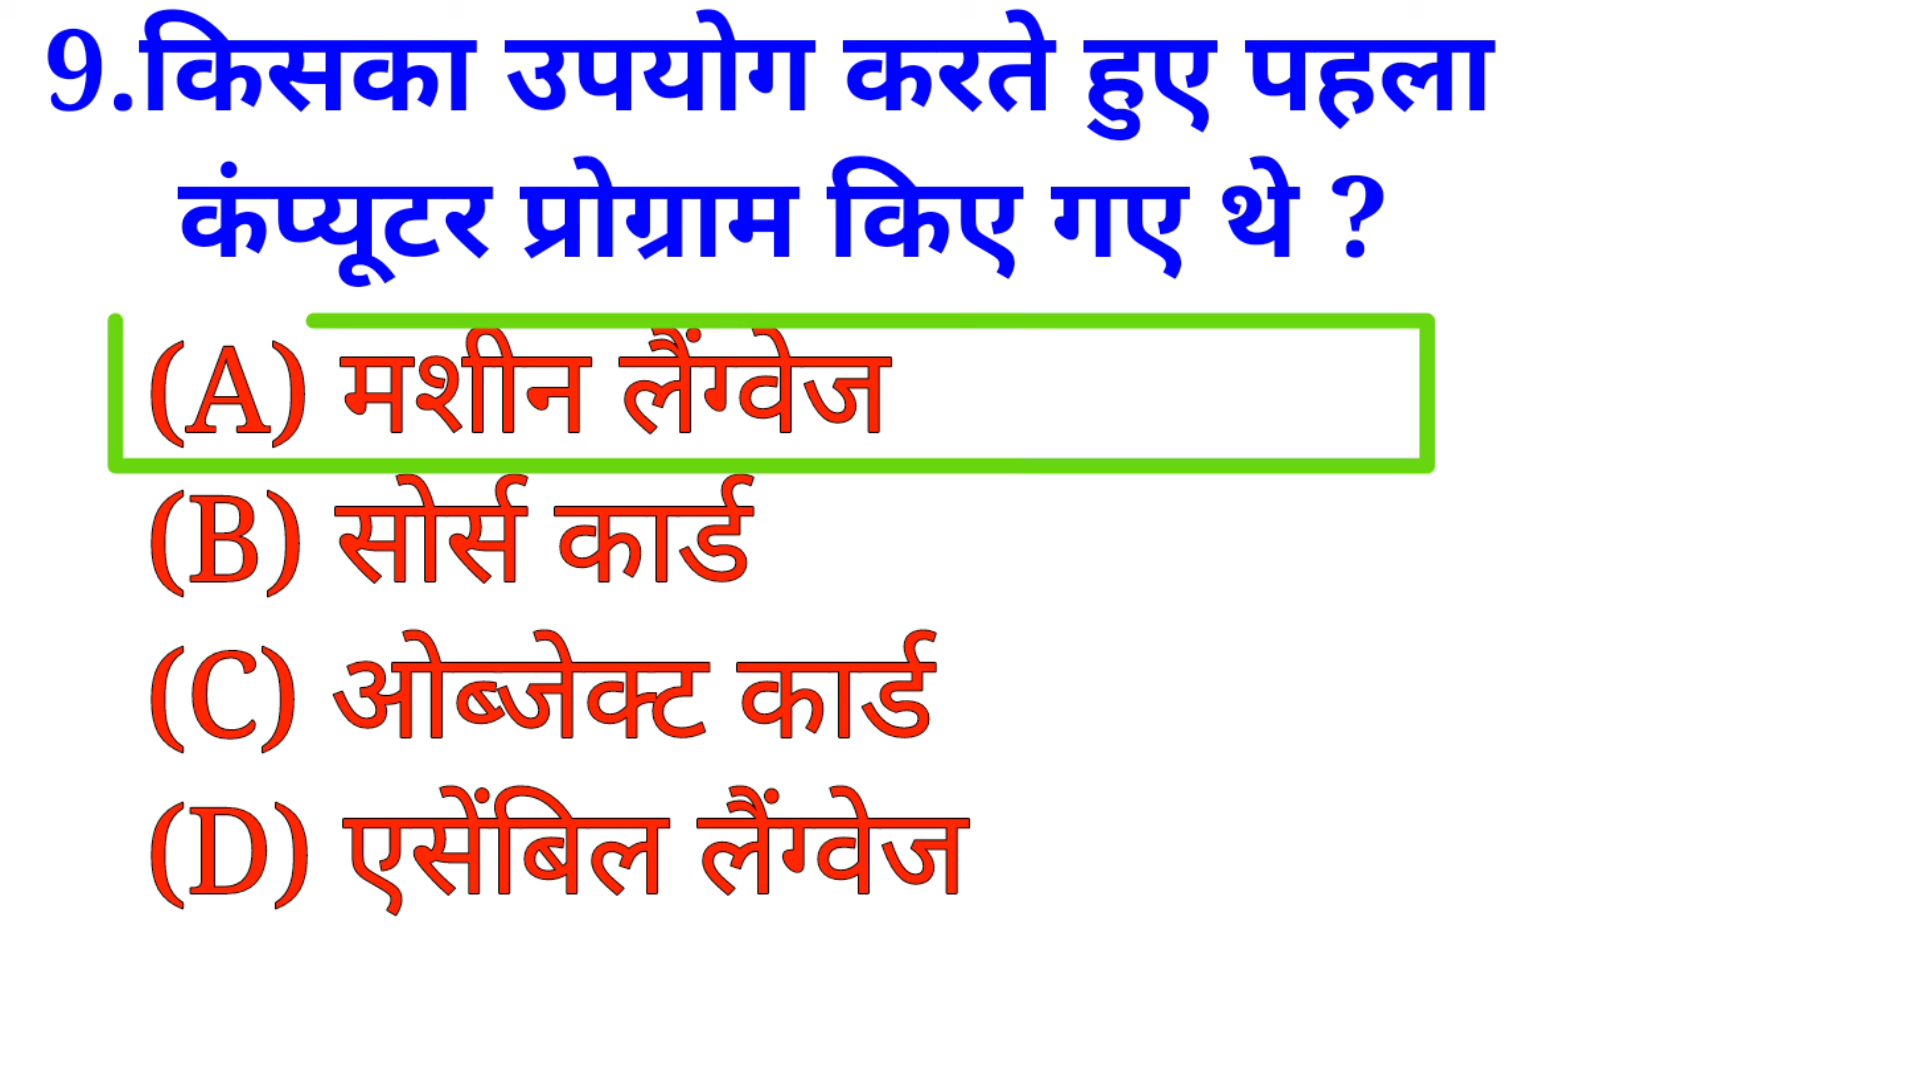 9.किसका उपयोग करते हुए पहला
कंप्यूटर प्रोग्राम किए गए थे ?
(A) मशीन लैंग्वेज
(B) सोर्स कार्ड
(C) ओब्जेक्ट कार्ड
(D) एसेंबिल लैंग्वेज